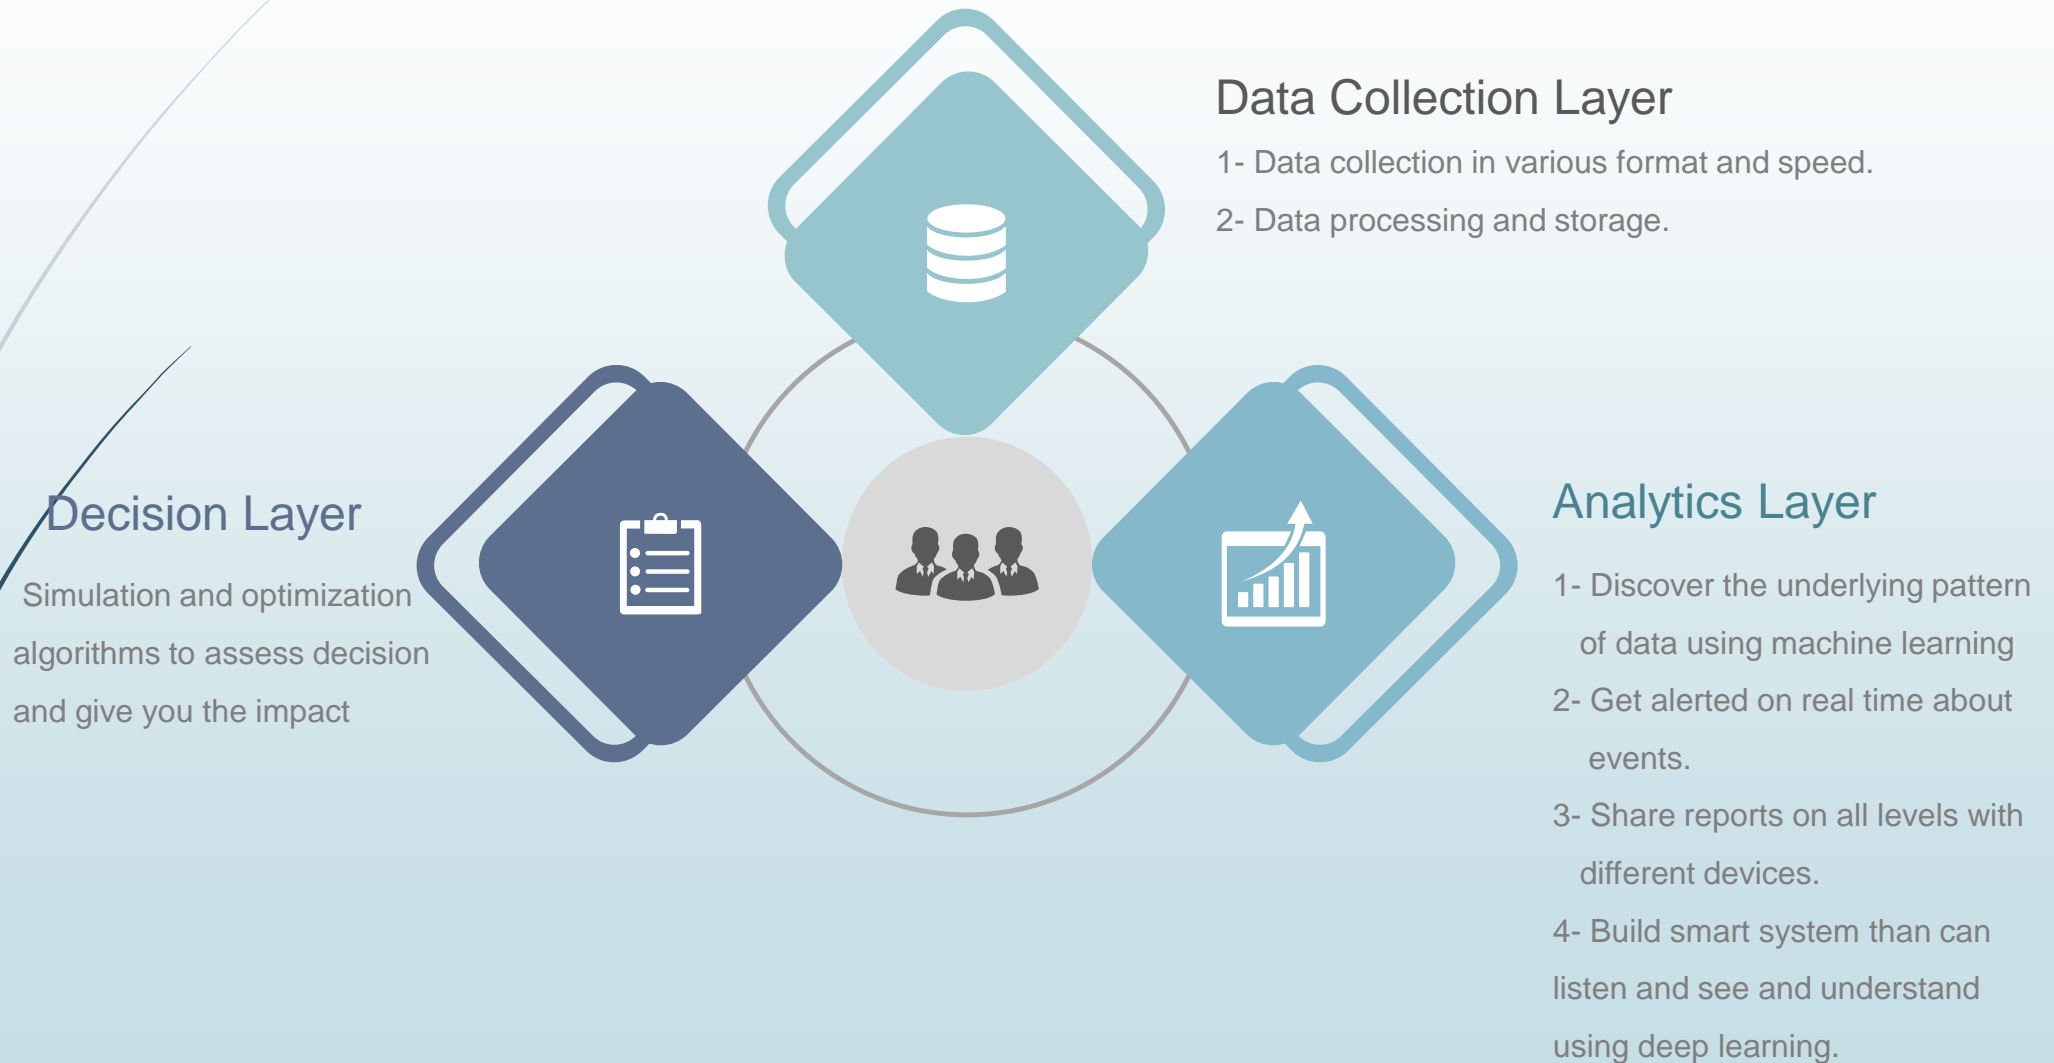 Data Collection Layer
1- Data collection in various format and speed.
2- Data processing and storage.
Decision Layer
Simulation and optimization
algorithms to assess decision
and give you the impact
Analytics Layer
1- Discover the underlying pattern
of data using machine learning
2- Get alerted on real time about
events.
3- Share reports on all levels with
different devices.
4- Build smart system than can
listen and see and understand
using deep learning.